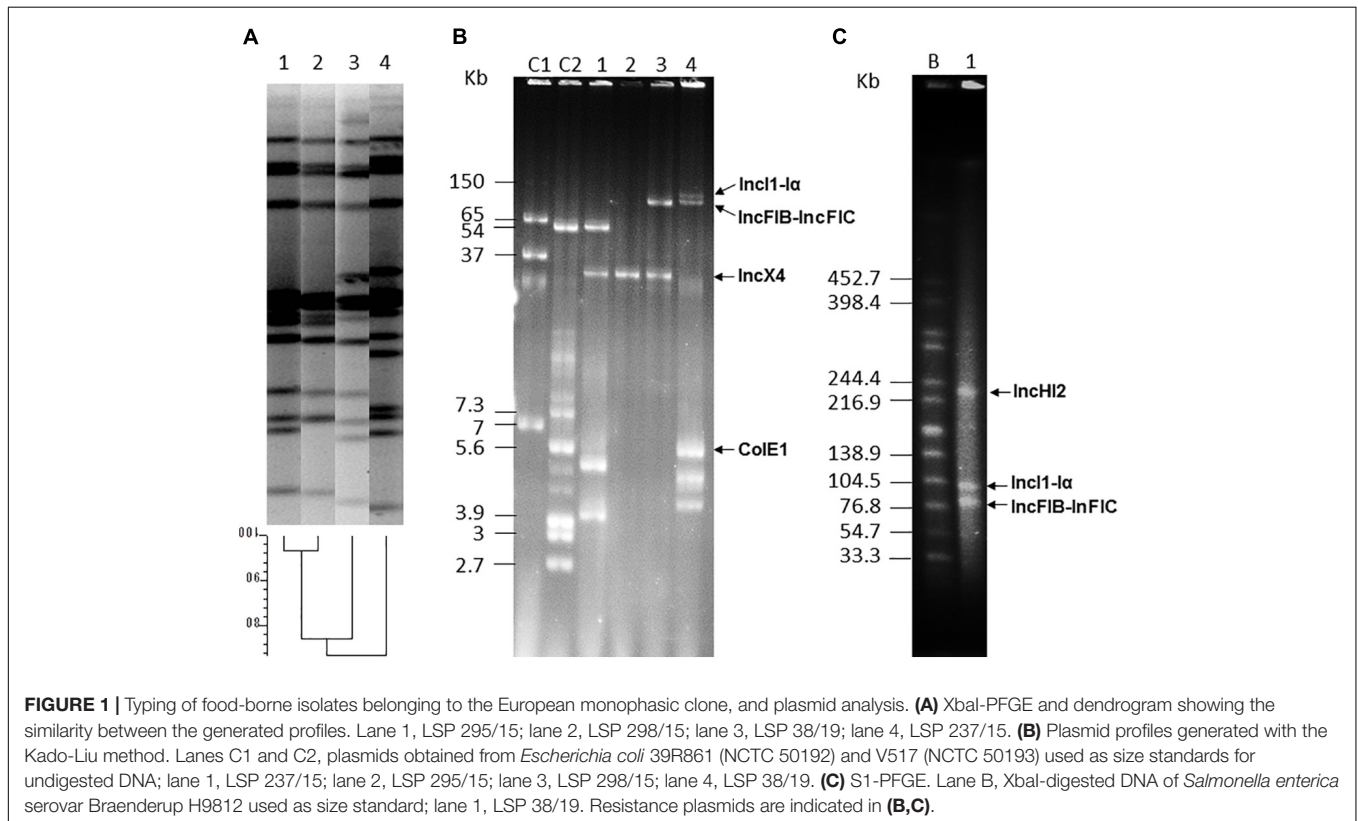 A
1 2 3 4
100
90
80
B
C1 C2 1 2 3 4
Kb
150
65
54
37
7.3
7
5.6
3.9
3
2.7
IncI1-Iα
IncFIB-IncFIC
IncX4
ColE1
C
B 1
Kb
452.7
398.4
244.4
216.9
138.9
104.5
76.8
54.7
33.3
IncHI2
IncI1-Iα
IncFIB-InFIC
FIGURE 1 | Typing of food-borne isolates belonging to the European monophasic clone, and plasmid analysis. (A) XbaI-PFGE and dendrogram showing the
similarity between the generated profiles. Lane 1, LSP 295/15; lane 2, LSP 298/15; lane 3, LSP 38/19; lane 4, LSP 237/15. (B) Plasmid profiles generated with the
Kado-Liu method. Lanes C1 and C2, plasmids obtained from Escherichia coli 39R861 (NCTC 50192) and V517 (NCTC 50193) used as size standards for
undigested DNA; lane 1, LSP 237/15; lane 2, LSP 295/15; lane 3, LSP 298/15; lane 4, LSP 38/19. (C) S1-PFGE. Lane B, XbaI-digested DNA of Salmonella enterica
serovar Braenderup H9812 used as size standard; lane 1, LSP 38/19. Resistance plasmids are indicated in (B,C).